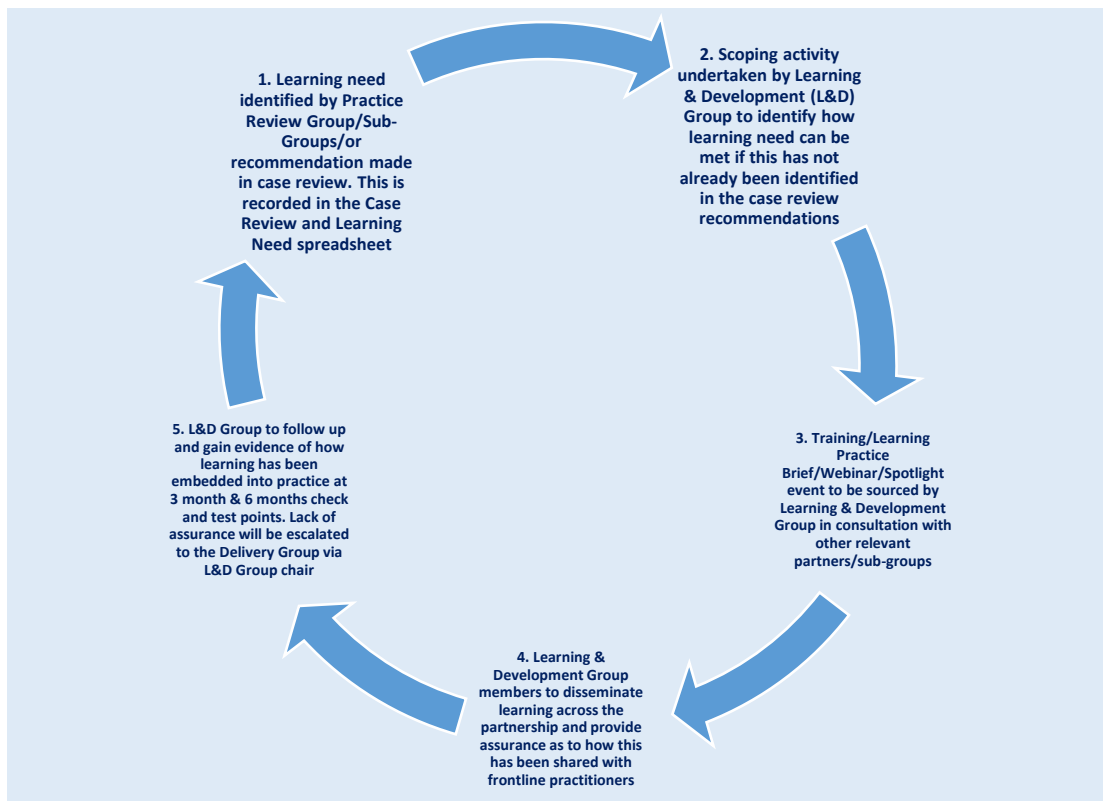 1. Learning need
identified by Practice
Review Group/Sub-
Groups/or
recommendation made
in case review. This is
recorded in the Case
Review and Learning
Need spreadsheet
2. Scoping activity
undertaken by Learning
& Development (L&D)
Group to identify how
learning need can be
met if this has not
already been identified
in the case review
recommendations
3. Training/Learning
Practice
Brief/Webinar/Spotlight
event to be sourced by
Learning & Development
Group in consultation with
other relevant
partners/sub-groups
4. Learning &
Development Group
members to disseminate
learning across the
partnership and provide
assurance as to how this
has been shared with
frontline practitioners
5. L&D Group to follow up
and gain evidence of how
learning has been
embedded into practice at
3 month & 6 months check
and test points. Lack of
assurance will be escalated
to the Delivery Group via
L&D Group chair